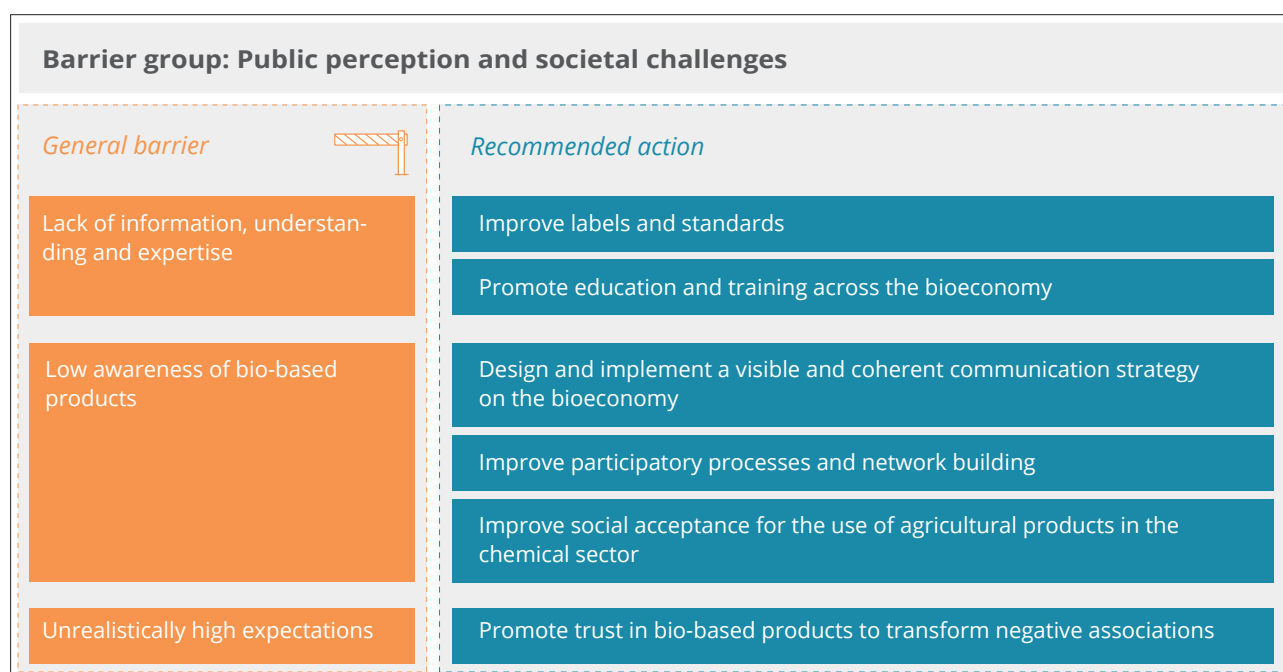 Barrier group: Public perception and societal challenges
General barrier
Recommended action
Lack of information, understan-
ding and expertise
Improve labels and standards
Promote education and training across the bioeconomy
Low awareness of bio-based
products
Design and implement a visible and coherent communication strategy
on the bioeconomy
Improve participatory processes and network building
Improve social acceptance for the use of agricultural products in the
chemical sector
Unrealistically high expectations
Promote trust in bio-based products to transform negative associations